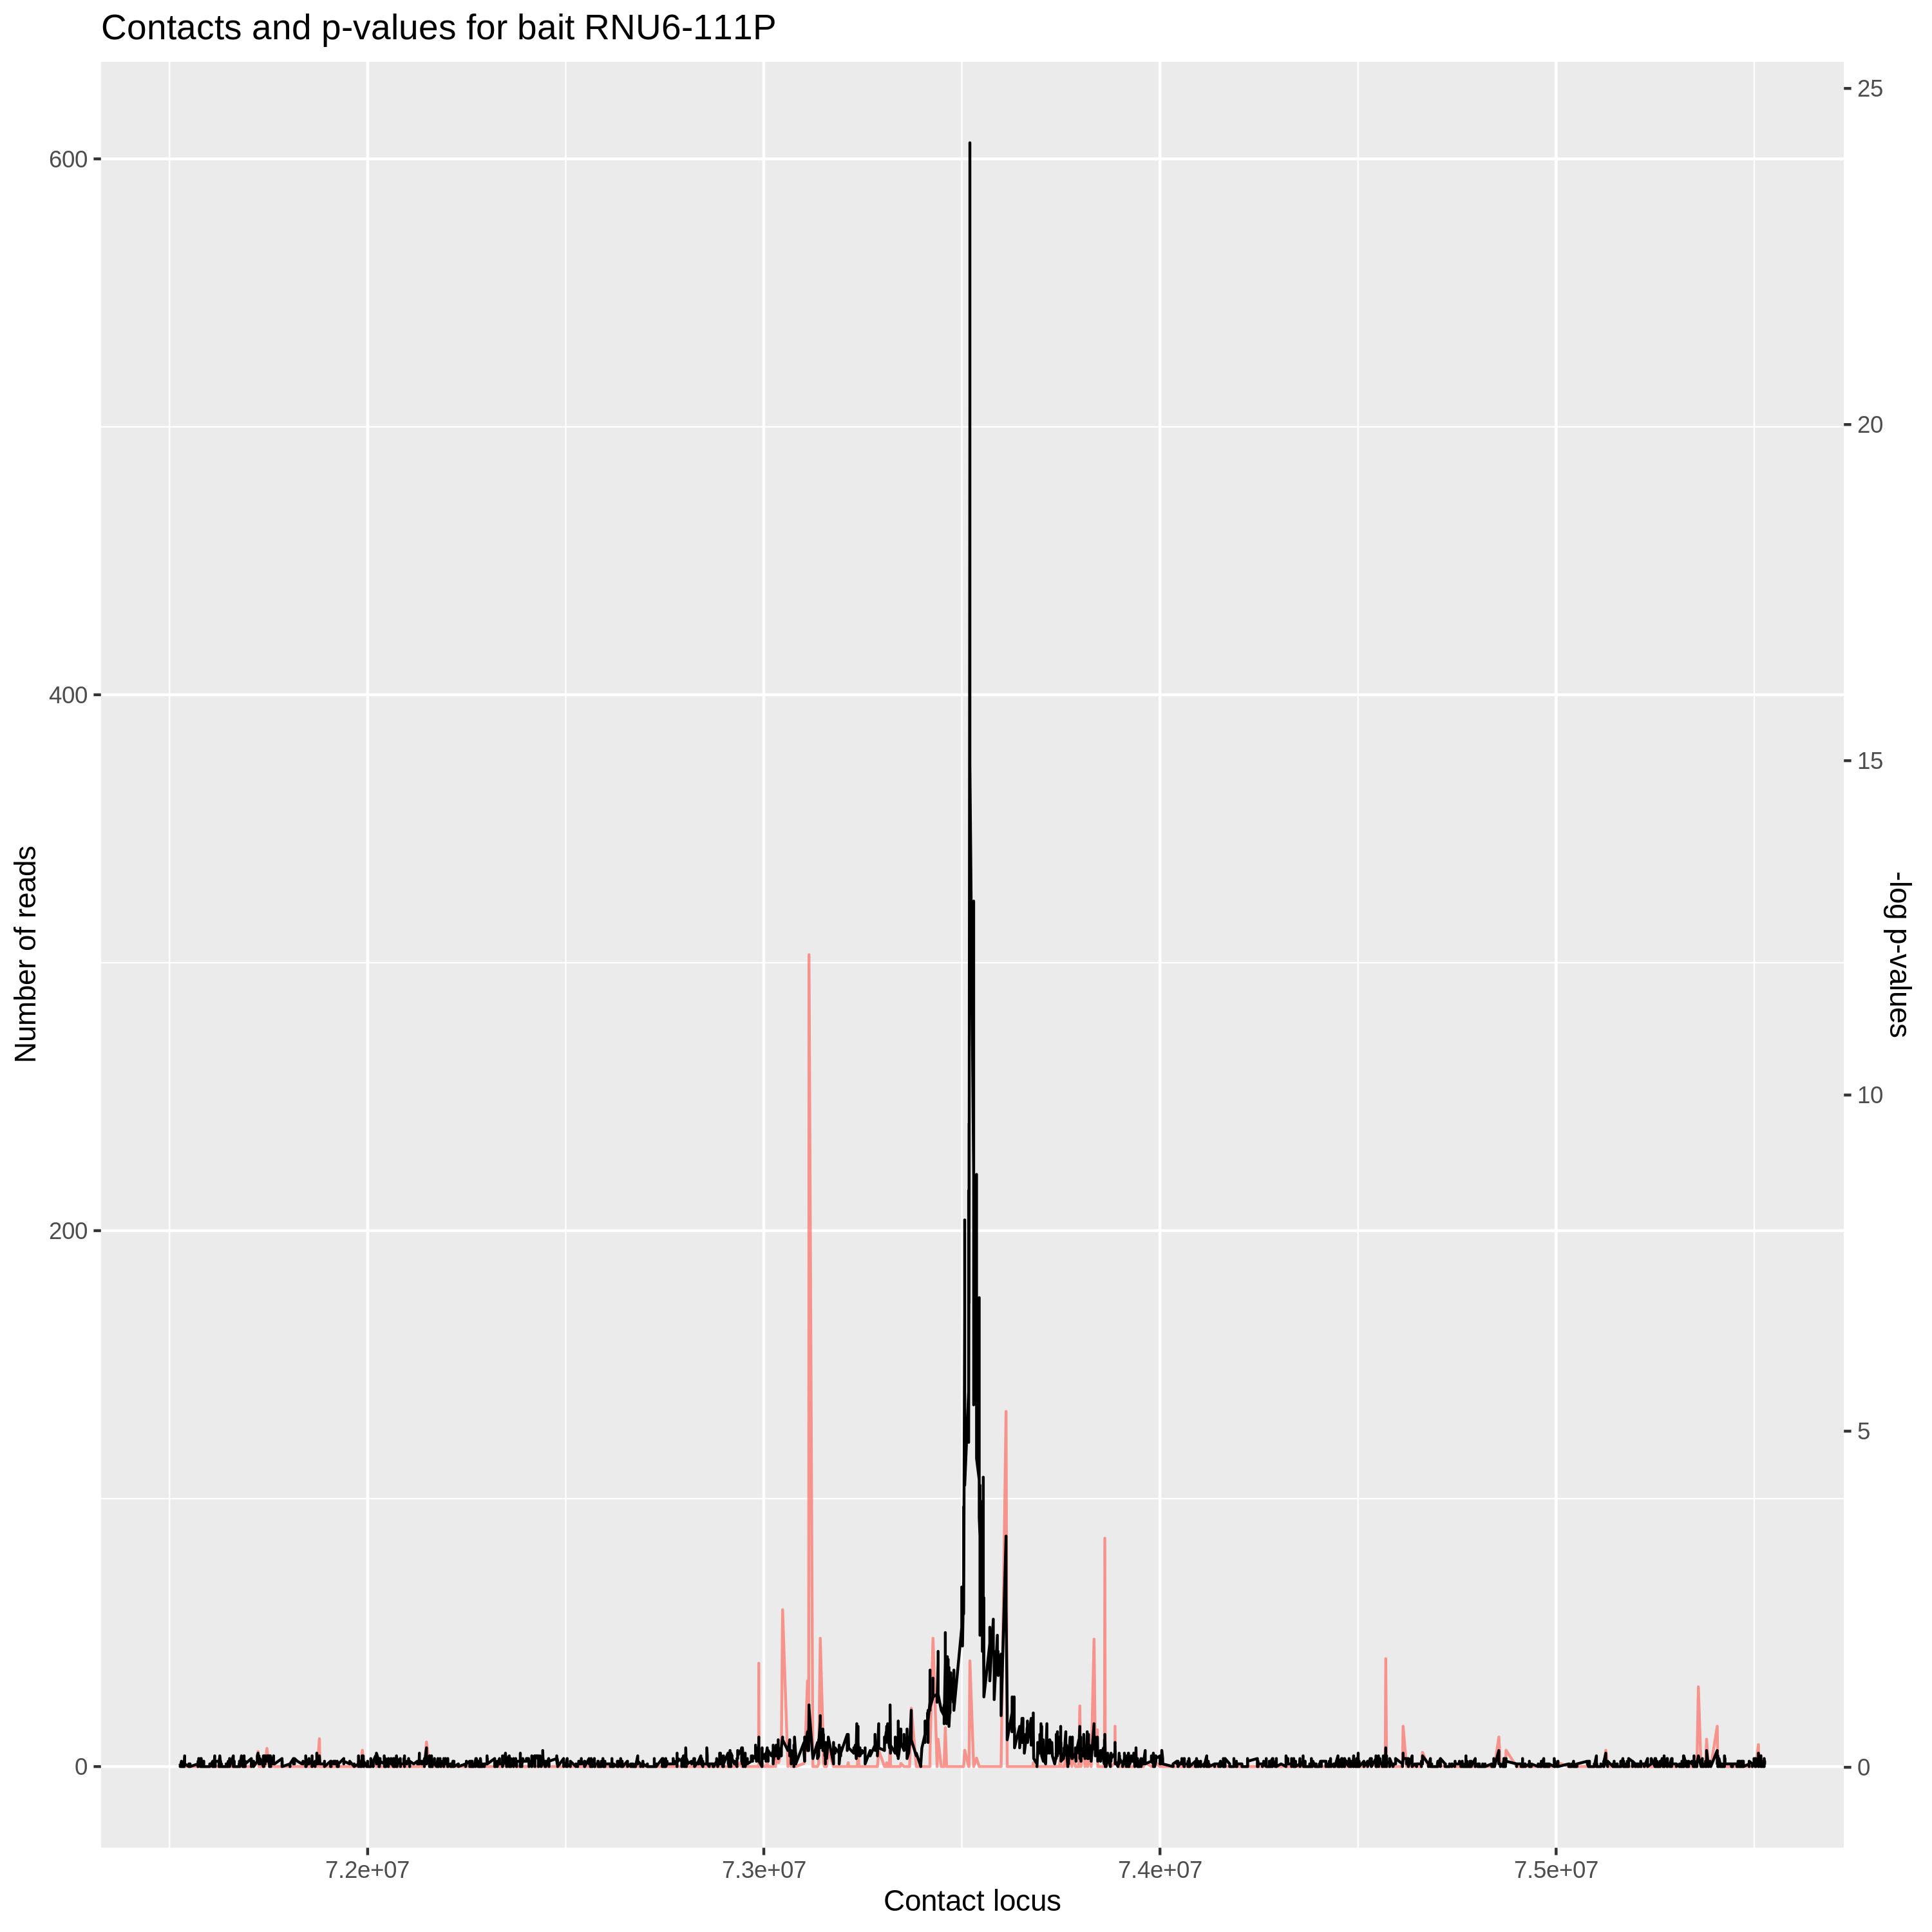 Contacts and p-values for bait RNU6-111P
Number of reads
600
400
200
0
25
20
15
10
5
0
-log p-values
7.2e+07 7.3e+07 7.4e+07 7.5e+07
Contact locus